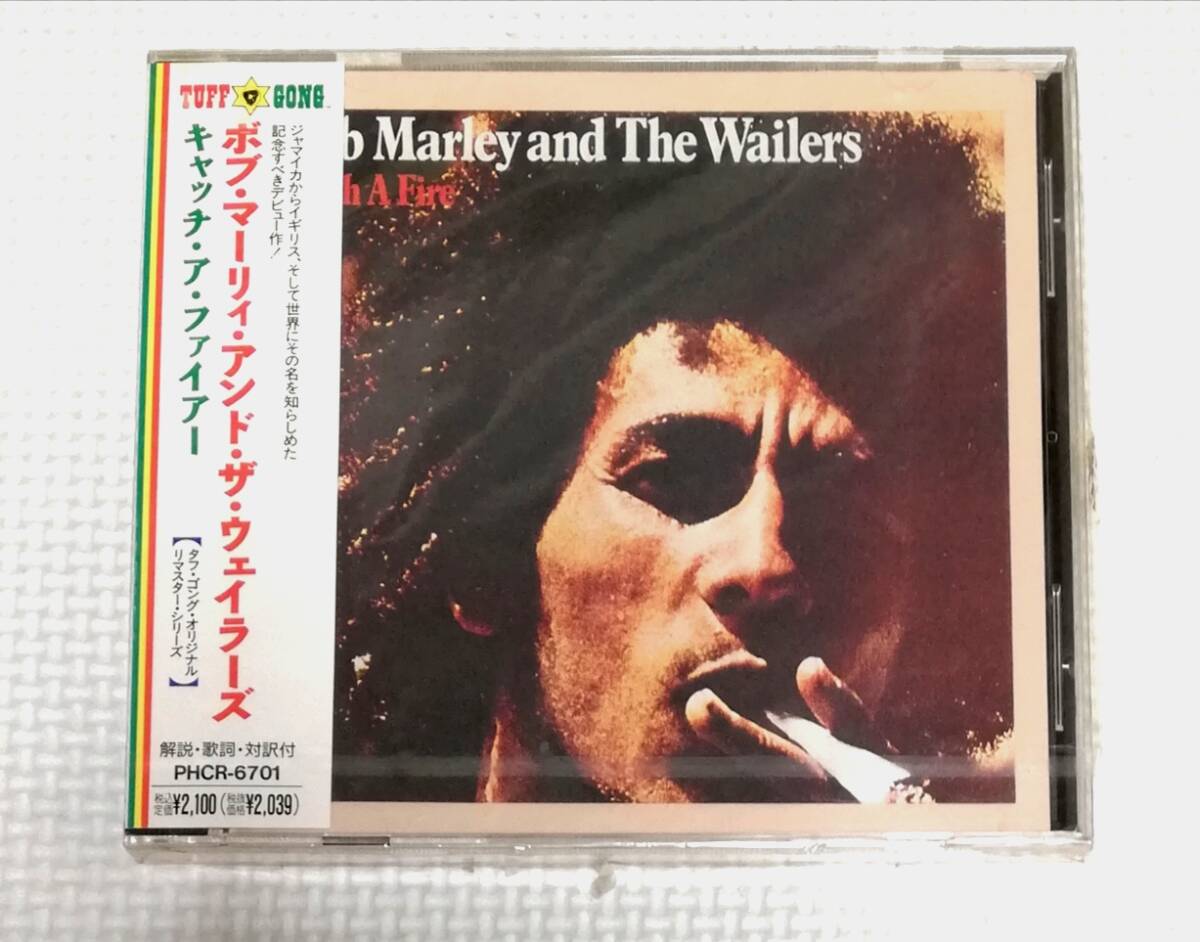 TUFF GONG
ボブ・マーリィ・アンド・ザ・ウェイラーズ
キャッチ・ア・ファイアー
ジャマイカからイギリス、そして世界にその名を知らしめた
記念すべきデビュー作!
【タフ・ゴング・オリジナル
リマスター・シリーズ】
解説・歌詞・対訳付
PHCR-6701
税込定価¥2,100(税抜価格¥2,039)
b Marley and The Wailers
h A Fire